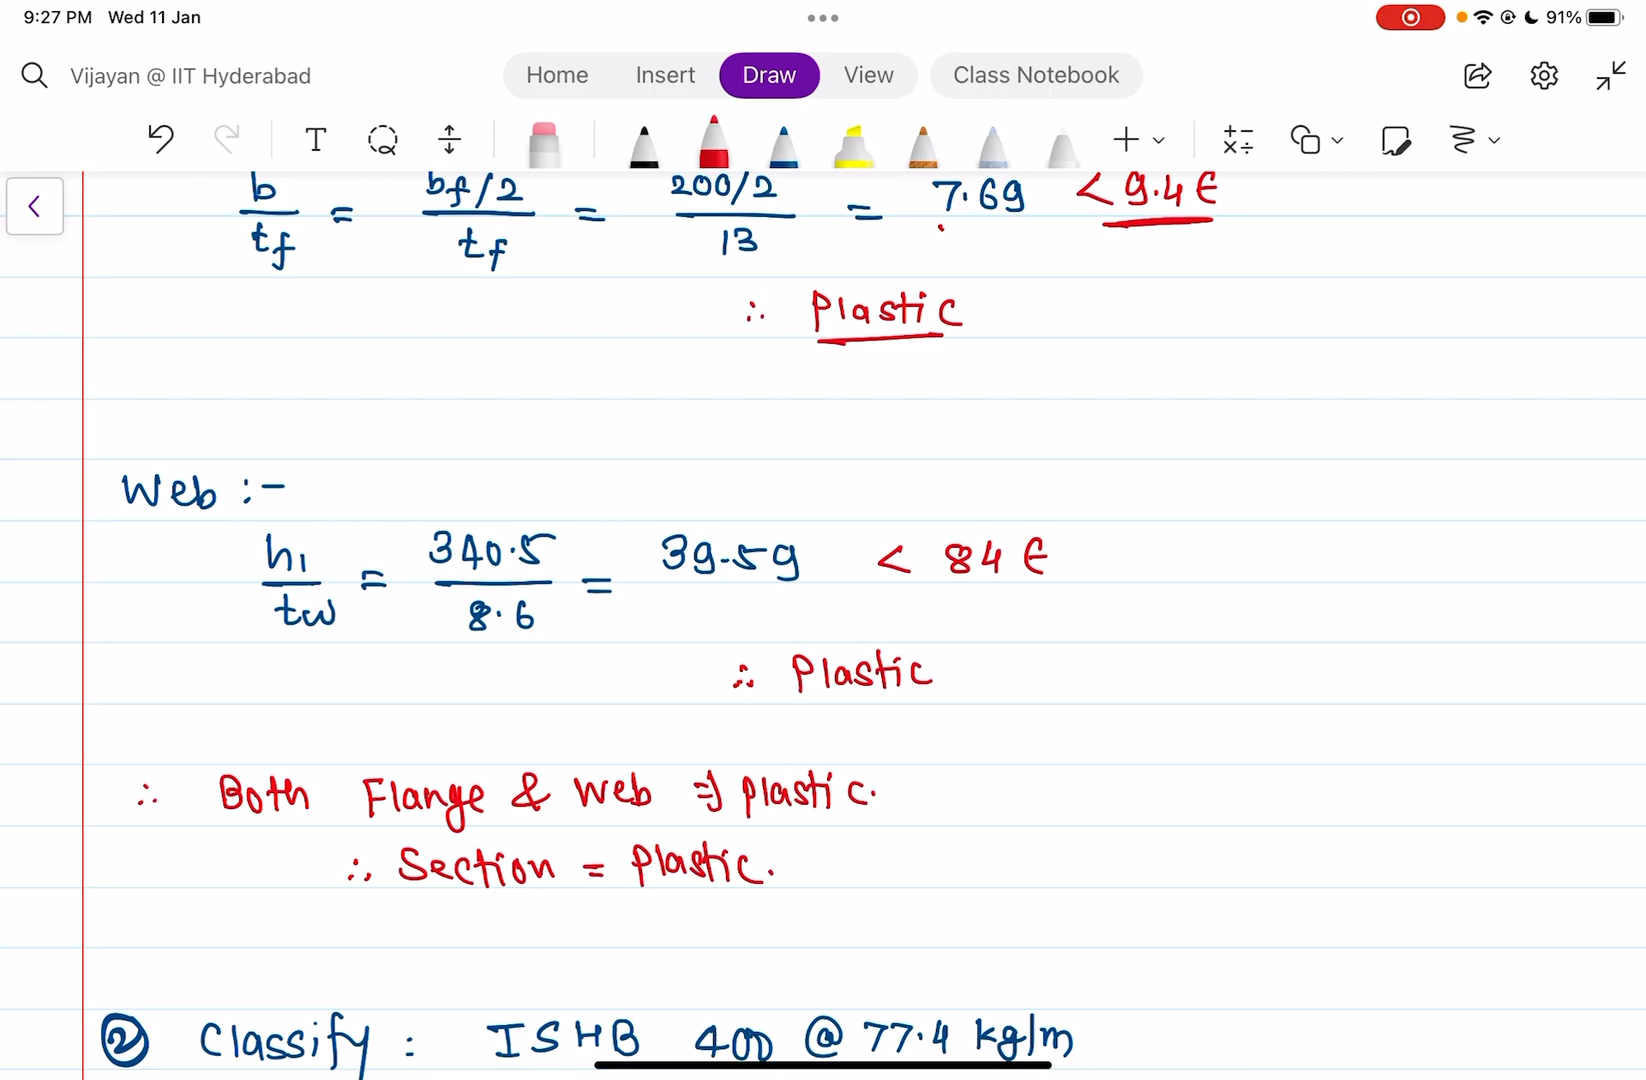 9:27 PM Wed 11 Jan
91%
Vijayan @ IIT Hyderabad
Home Insert Draw View Class Notebook
b/tf = bf/2 / tf = 200/2 / 13 = 7.69 < 9.4 ϵ
∴ Plastic
Web :-
h1/tw = 340.5/8.6 = 39.59 < 84 ϵ
∴ Plastic
∴ Both Flange & Web ⇒ plastic.
∴ Section = Plastic.
② Classify : ISHB 400 @ 77.4 kg/m